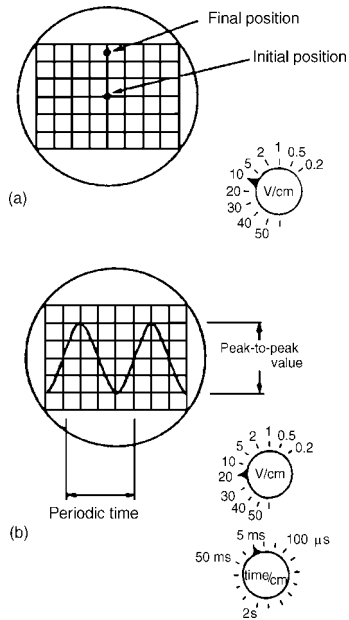 Final position
Initial position
(a)
10 5 2 1 0.5 0.2
20
30
40
50
V/cm
Peak-to-peak
value
Periodic time
(b)
10 5 2 1 0.5 0.2
20
30
40
50
V/cm
5 ms
100 μs
50 ms
time/cm
2s